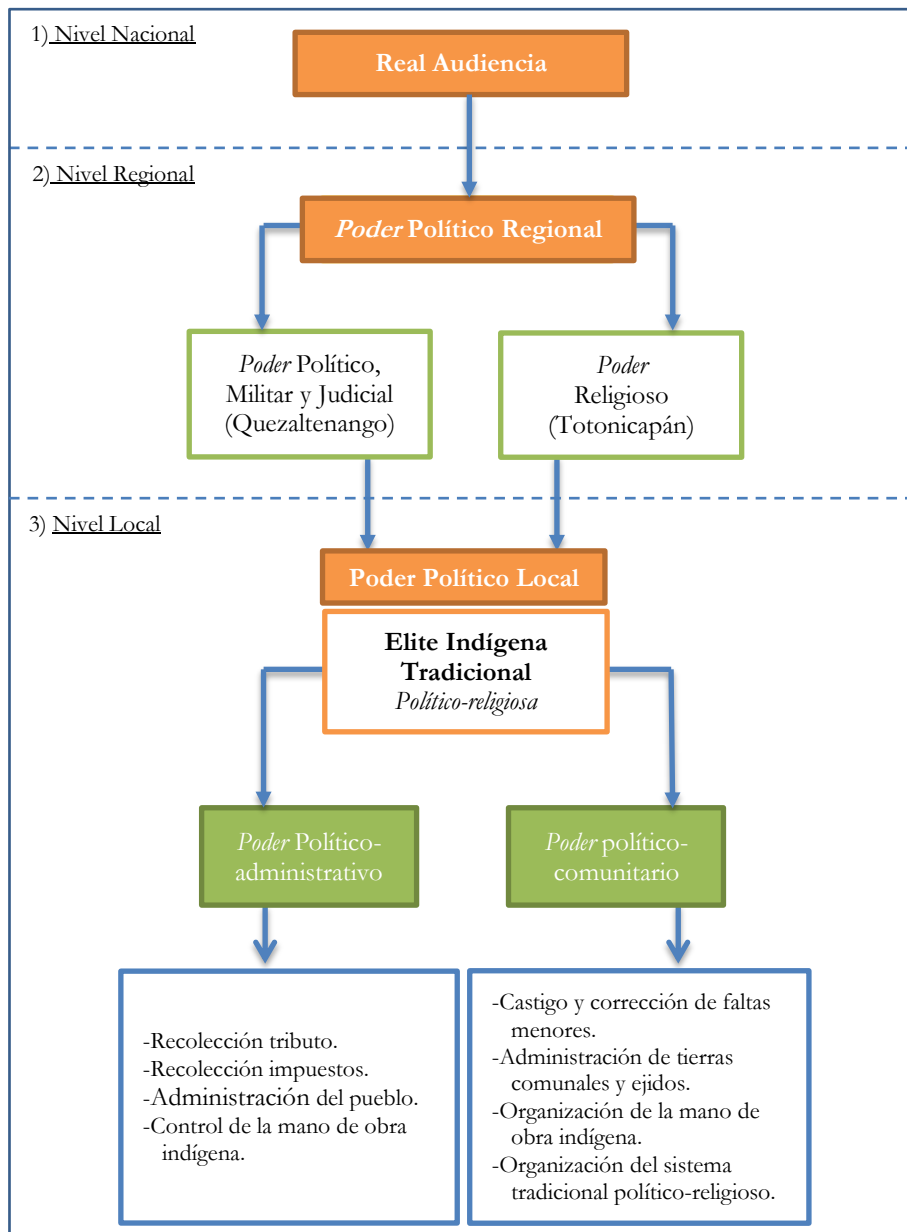 1) Nivel Nacional
Real Audiencia
2) Nivel Regional
Poder Político Regional
Poder Político,
Militar y Judicial
(Quezaltenango)
Poder
Religioso
(Totonicapán)
3) Nivel Local
Poder Político Local
Elite Indígena
Tradicional
Político-religiosa
Poder Político-
administrativo
Poder político-
comunitario
-Recolección tributo.
-Recolección impuestos.
-Administración del pueblo.
-Control de la mano de obra
indígena.
-Castigo y corrección de faltas
menores.
-Administración de tierras
comunales y ejidos.
-Organización de la mano de
obra indígena.
-Organización del sistema
tradicional político-religioso.